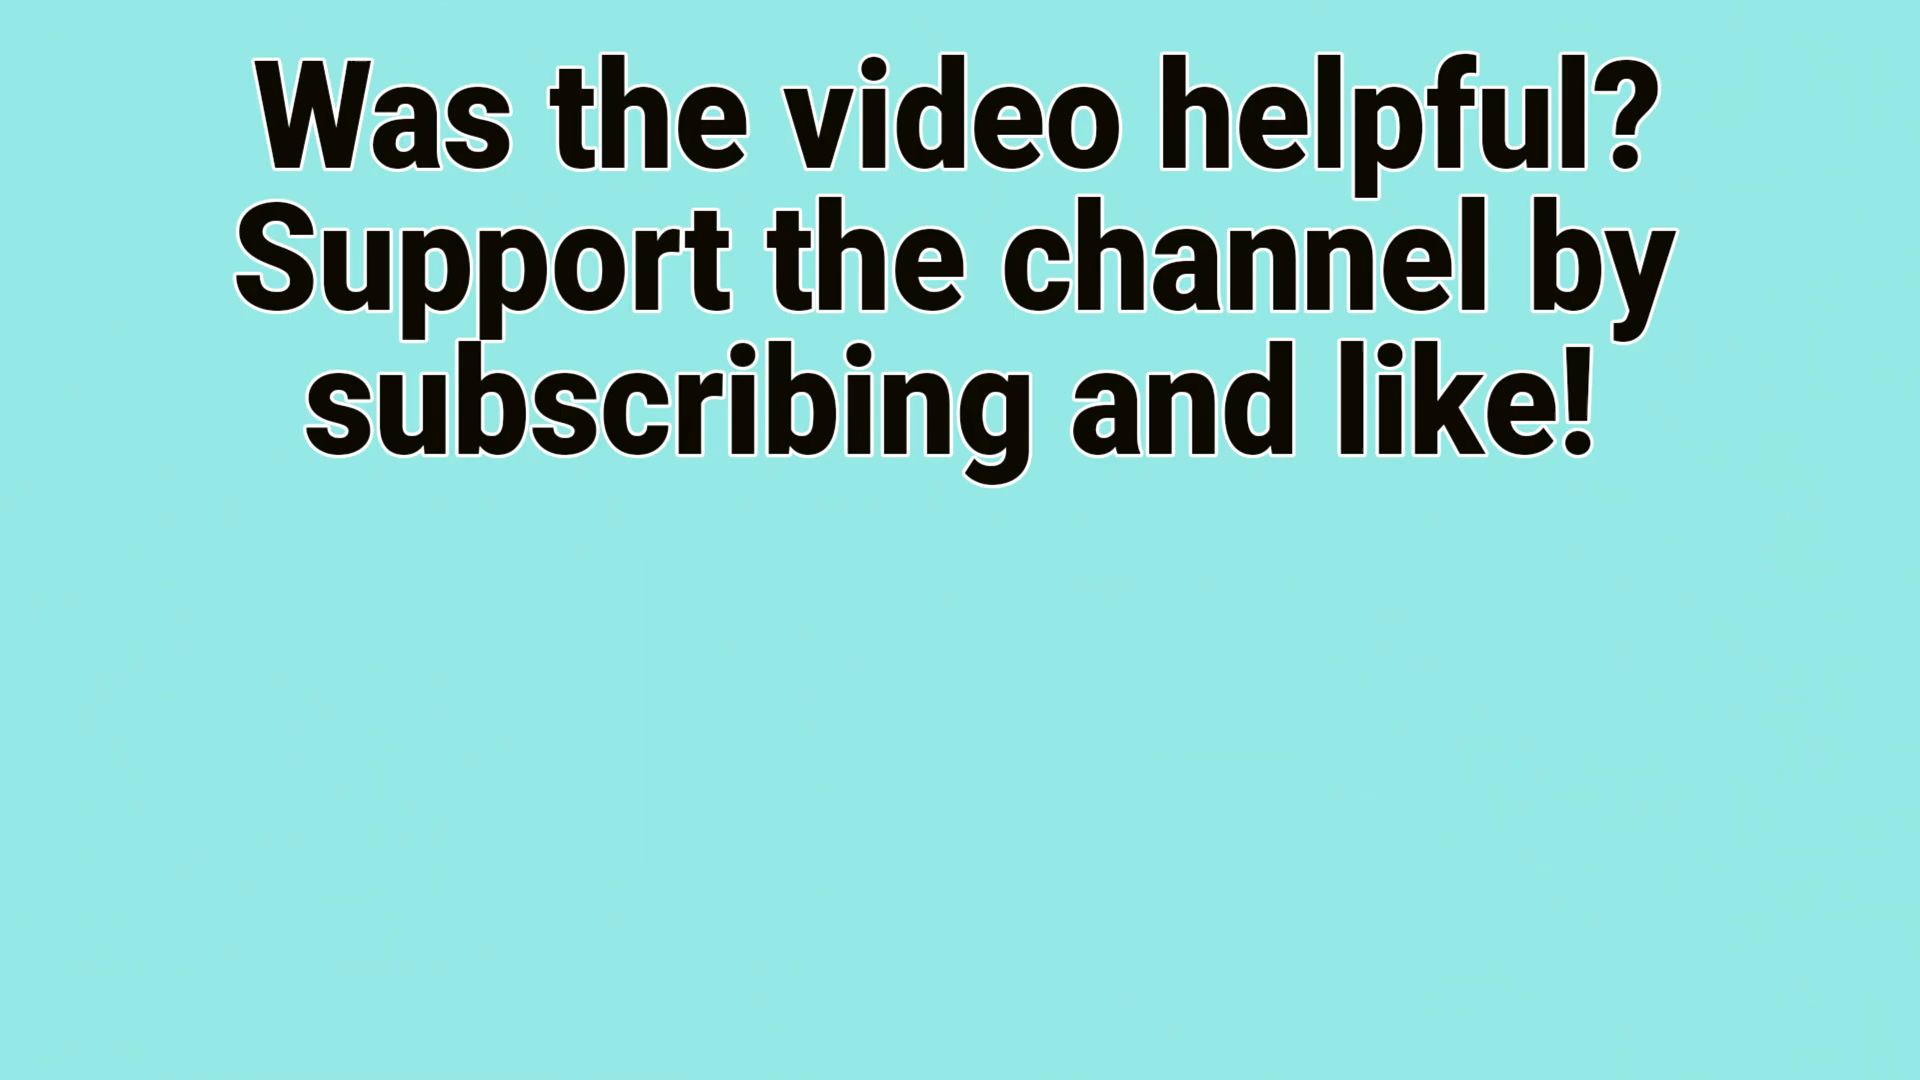 Was the video helpful?
Support the channel by
subscribing and like!